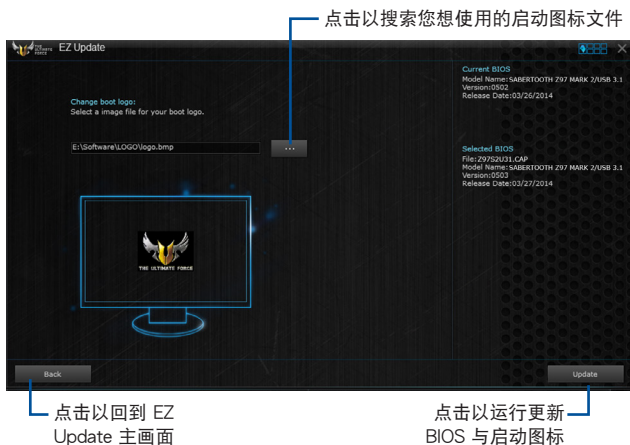 点击以搜索您想使用的启动图标文件
THE ULTIMATE FORCE EZ Update
Current BIOS
Model Name:SABERTOOTH Z97 MARK 2/USB 3.1
Version:0502
Release Date:03/26/2014
Change boot logo:
Select a image file for your boot logo.
E:\Software\LOGO\logo.bmp
...
Selected BIOS
File:Z97S2U31.CAP
Model Name:SABERTOOTH Z97 MARK 2/USB 3.1
Version:0503
Release Date:03/27/2014
THE ULTIMATE FORCE
Back
Update
点击以回到 EZ
Update 主画面
点击以运行更新
BIOS 与启动图标